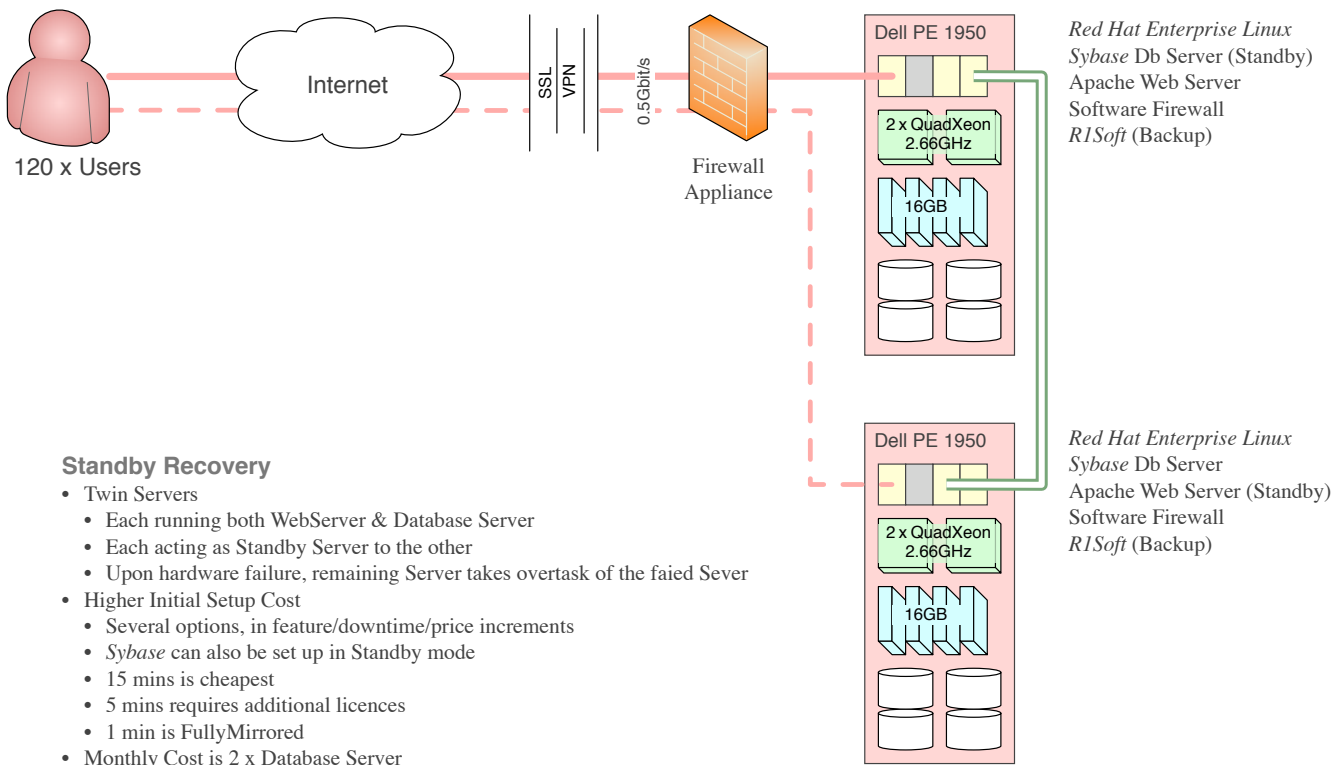 120 x Users
Internet
SSL
VPN
0.5Gbit/s
Firewall
Appliance
Dell PE 1950
2 x QuadXeon
2.66GHz
16GB
Red Hat Enterprise Linux
Sybase Db Server (Standby)
Apache Web Server
Software Firewall
R1Soft (Backup)
Dell PE 1950
2 x QuadXeon
2.66GHz
16GB
Red Hat Enterprise Linux
Sybase Db Server
Apache Web Server (Standby)
Software Firewall
R1Soft (Backup)
Standby Recovery
• Twin Servers
• Each running both WebServer & Database Server
• Each acting as Standby Server to the other
• Upon hardware failure, remaining Server takes overtask of the faied Sever
• Higher Initial Setup Cost
• Several options, in feature/downtime/price increments
• Sybase can also be set up in Standby mode
• 15 mins is cheapest
• 5 mins requires additional licences
• 1 min is FullyMirrored
• Monthly Cost is 2 x Database Server